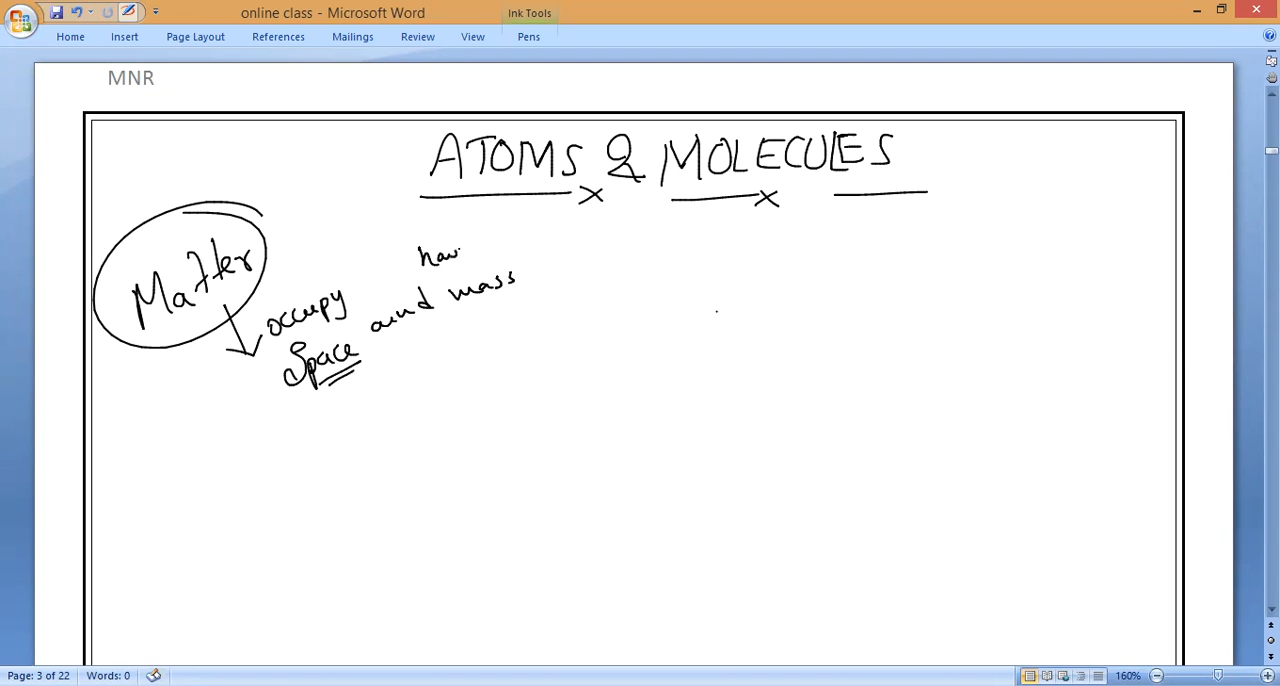 online class - Microsoft Word
Ink Tools
Home Insert Page Layout References Mailings Review View Pens
MNR
ATOMS & MOLECULES
Matter
occupy
Space
hav
and mass
Page: 3 of 22 Words: 0 160%